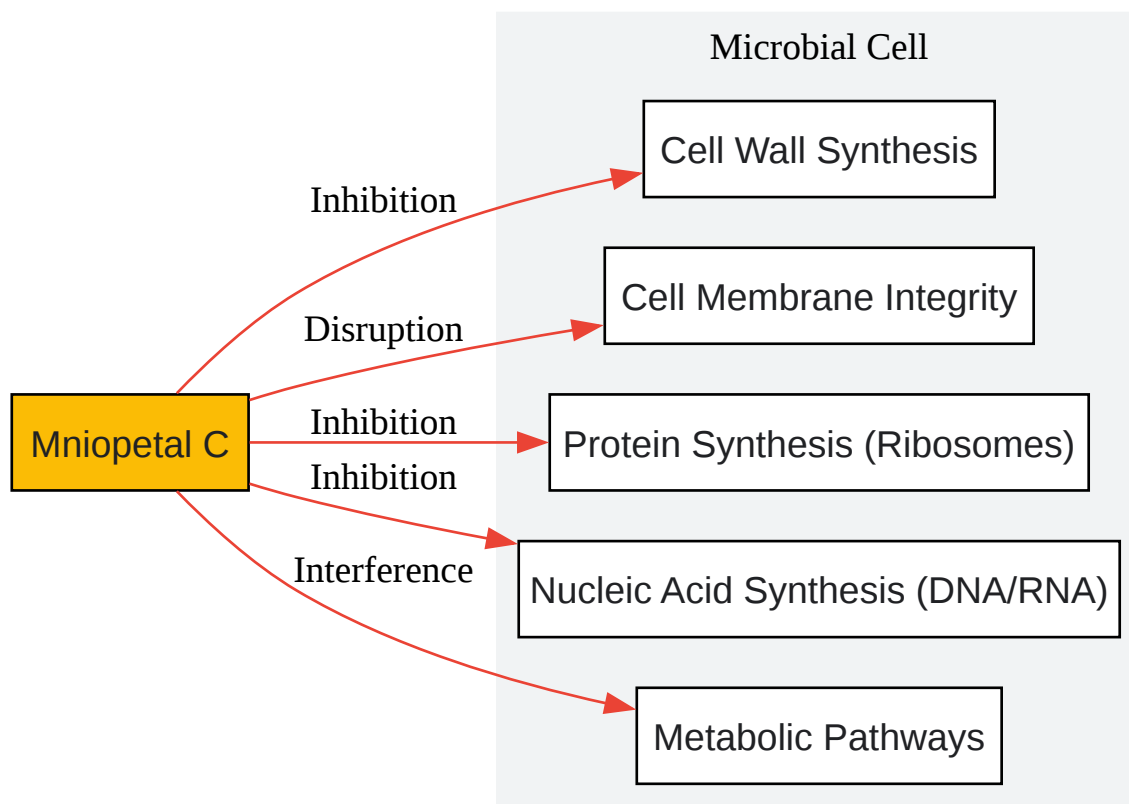 Microbial Cell
Cell Wall Synthesis
Inhibition
Cell Membrane Integrity
Disruption
Mniopetal C
Inhibition
Protein Synthesis (Ribosomes)
Inhibition
Nucleic Acid Synthesis (DNA/RNA)
Interference
Metabolic Pathways